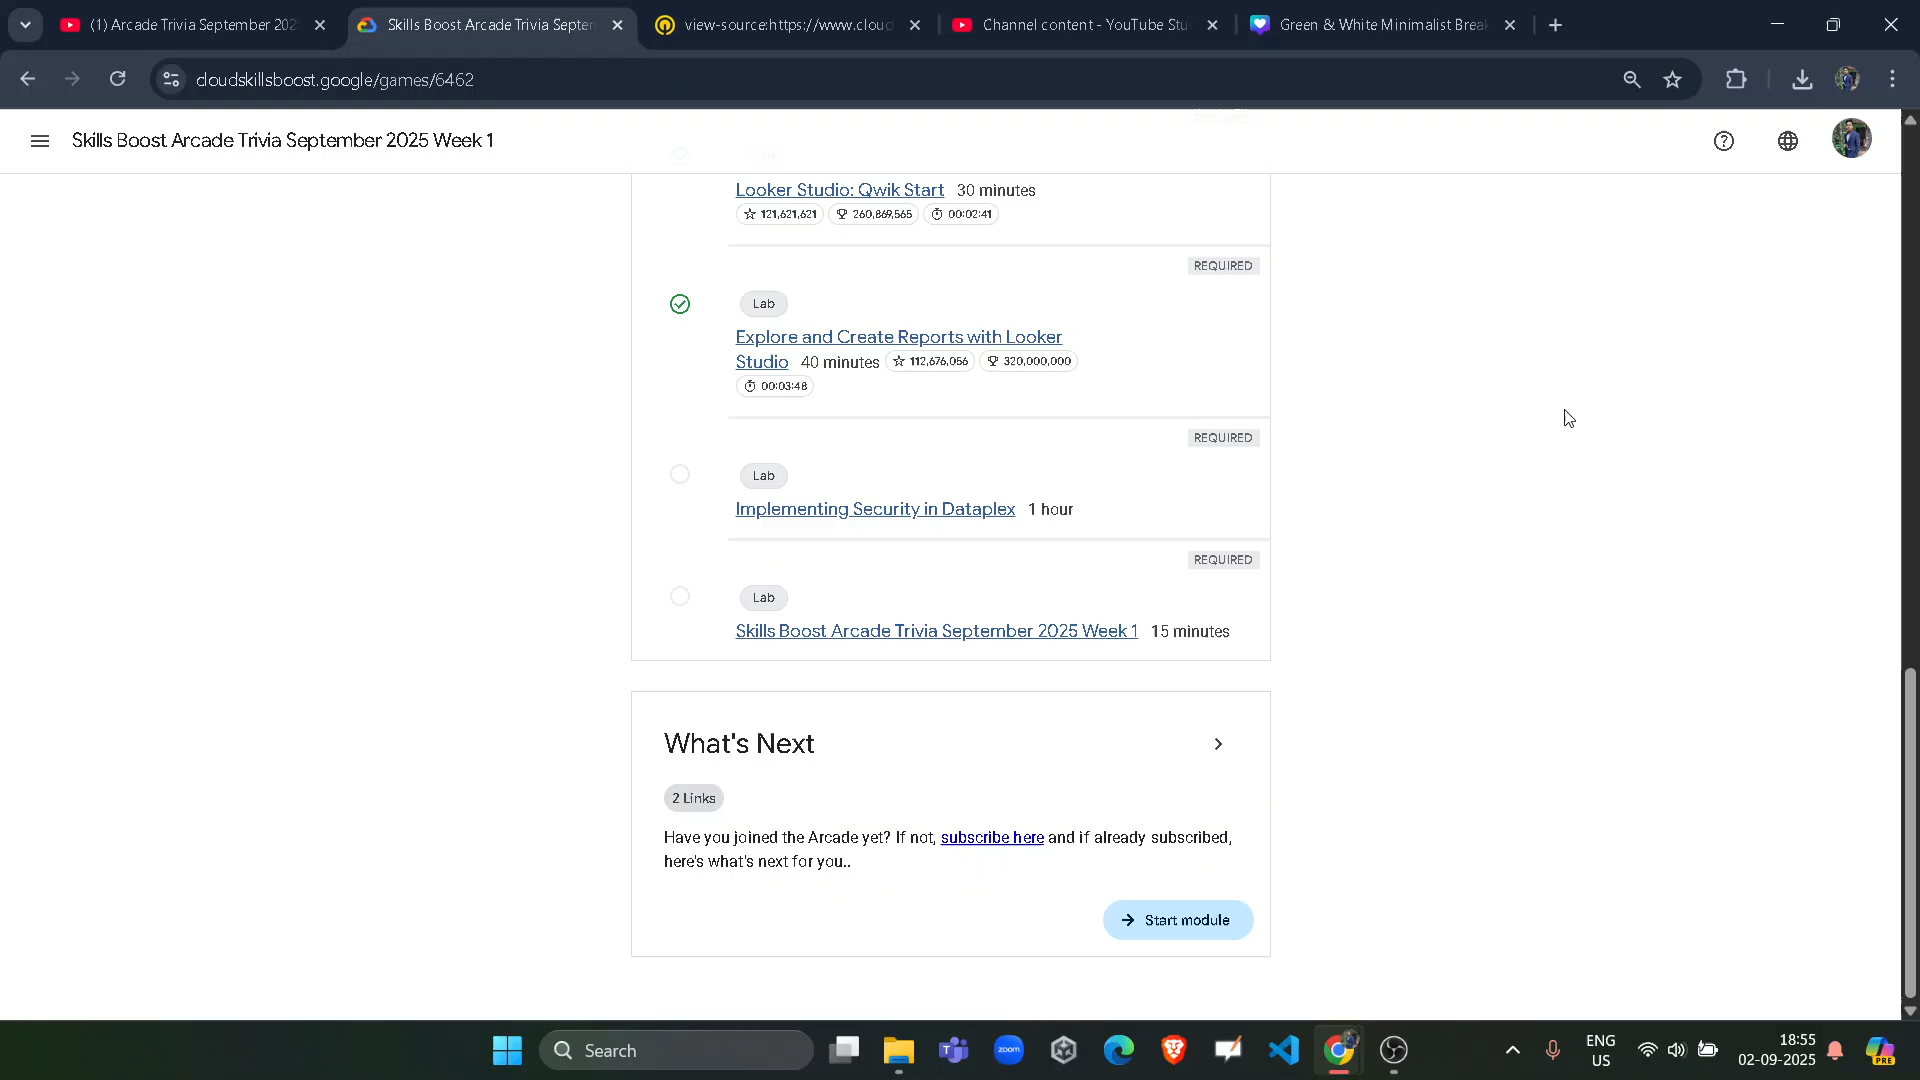 (1) Arcade Trivia September 202
Skills Boost Arcade Trivia Septem
view-source:https://www.cloud
Channel content - YouTube Stu
Green & White Minimalist Break
cloudskillsboost.google/games/6462
Skills Boost Arcade Trivia September 2025 Week 1
Looker Studio: Qwik Start 30 minutes
121,621,621 260,869,565 00:02:41
REQUIRED
Lab
Explore and Create Reports with Looker
Studio 40 minutes 112,676,056 320,000,000
00:03:48
REQUIRED
Lab
Implementing Security in Dataplex 1 hour
REQUIRED
Lab
Skills Boost Arcade Trivia September 2025 Week 1 15 minutes
What's Next
2 Links
Have you joined the Arcade yet? If not, subscribe here and if already subscribed,
here's what's next for you..
Start module
Search
zoom
ENG
US
18:55
02-09-2025
PRE